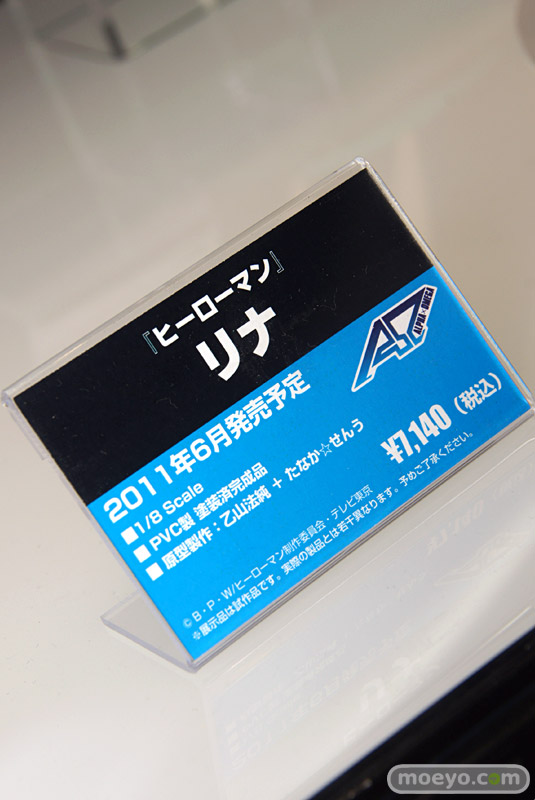 『ヒーローマン』
リナ
ALPHA×OMEGA
2011年6月発売予定
■1/8 Scale
■PVC製 塗装済完成品
■原型製作：乙山法純 + たなか☆せんう
¥7,140（税込）
©B・P・W/ヒーローマン制作委員会・テレビ東京
※展示品は試作品です。実際の製品とは若干異なります。予めご了承ください。
moeyo.com